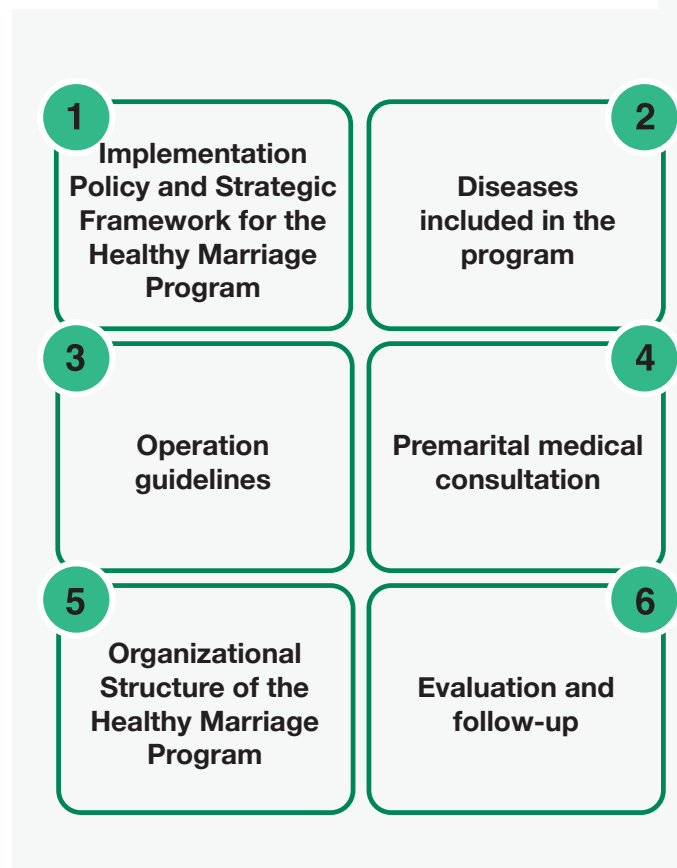 1
Implementation
Policy and Strategic
Framework for the
Healthy Marriage
Program
2
Diseases
included in the
program
3
Operation
guidelines
4
Premarital medical
consultation
5
Organizational
Structure of the
Healthy Marriage
Program
6
Evaluation and
follow-up